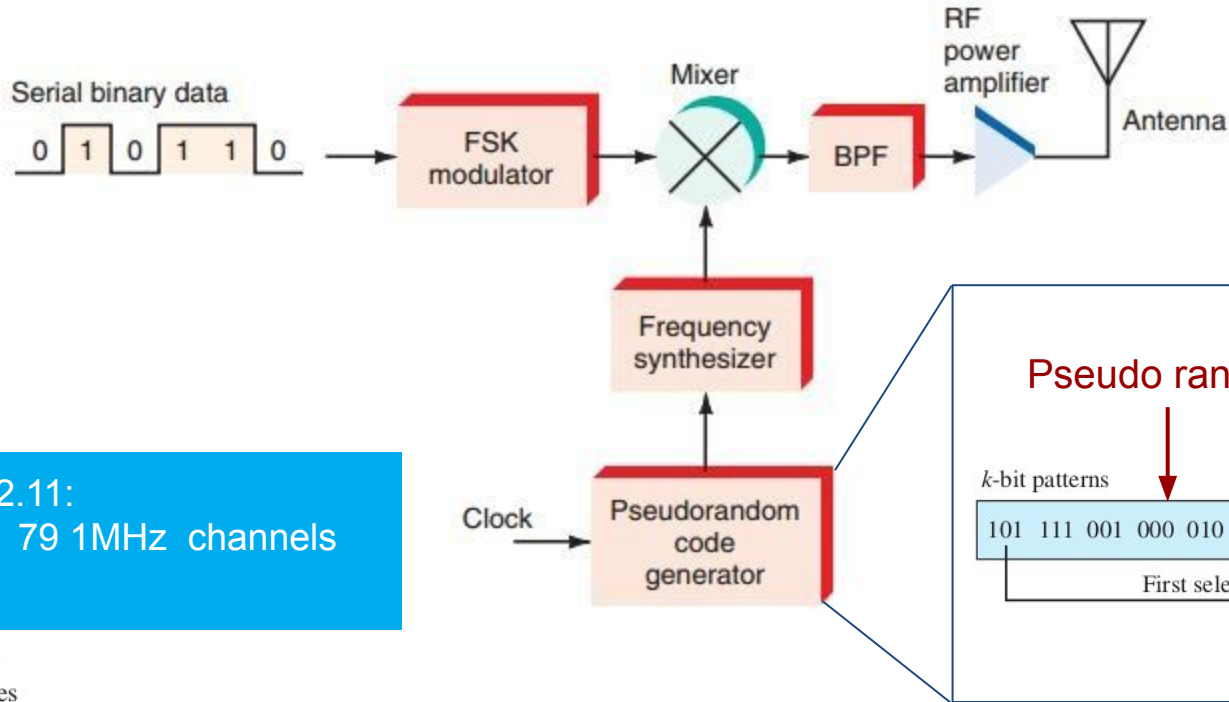 Serial binary data
0 1 0 1 1 0
FSK
modulator
Mixer
BPF
RF
power
amplifier
Antenna
Frequency
synthesizer
Clock
Pseudorandom
code
generator
2.11:
79 1MHz channels
es
Pseudo ran
k-bit patterns
101 111 001 000 010
First sele